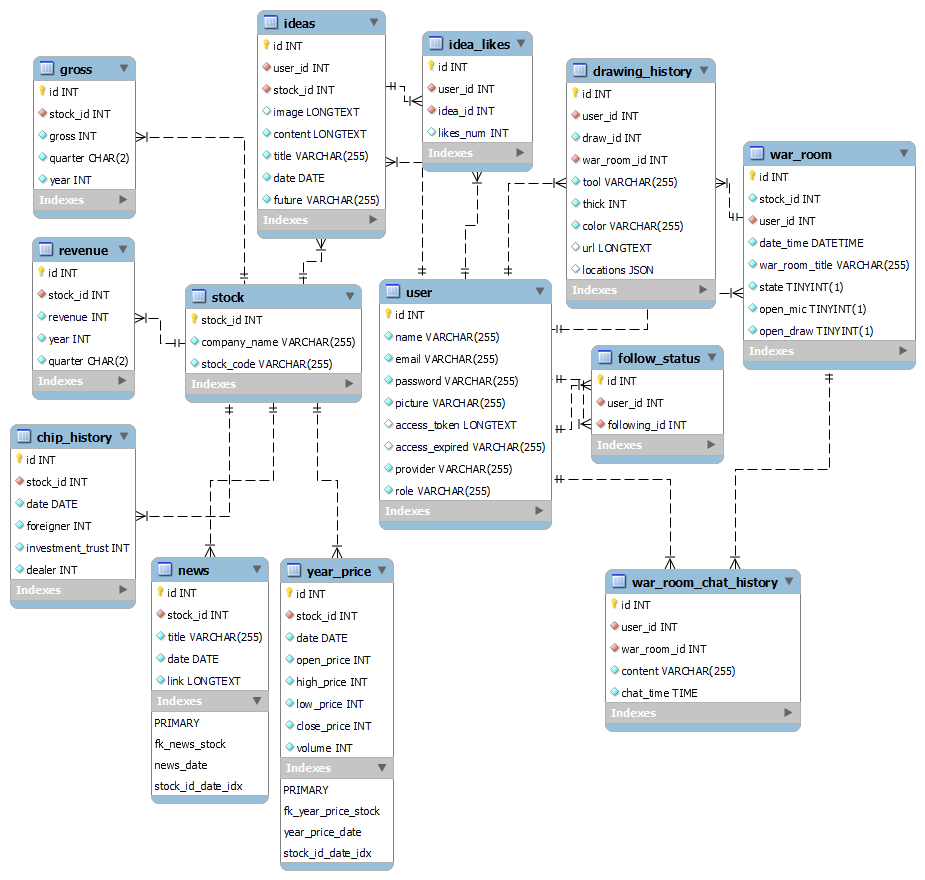 gross
id INT
stock_id INT
gross INT
quarter CHAR(2)
year INT
Indexes
revenue
id INT
stock_id INT
revenue INT
year INT
quarter CHAR(2)
Indexes
chip_history
id INT
stock_id INT
date DATE
foreigner INT
investment_trust INT
dealer INT
Indexes
ideas
id INT
user_id INT
stock_id INT
image LONGTEXT
content LONGTEXT
title VARCHAR(255)
date DATE
future VARCHAR(255)
Indexes
idea_likes
id INT
user_id INT
idea_id INT
likes_num INT
Indexes
drawing_history
id INT
user_id INT
draw_id INT
war_room_id INT
tool VARCHAR(255)
thick INT
color VARCHAR(255)
url LONGTEXT
locations JSON
Indexes
war_room
id INT
stock_id INT
user_id INT
date_time DATETIME
war_room_title VARCHAR(255)
state TINYINT(1)
open_mic TINYINT(1)
open_draw TINYINT(1)
Indexes
stock
stock_id INT
company_name VARCHAR(255)
stock_code VARCHAR(255)
Indexes
user
id INT
name VARCHAR(255)
email VARCHAR(255)
password VARCHAR(255)
picture VARCHAR(255)
access_token LONGTEXT
access_expired VARCHAR(255)
provider VARCHAR(255)
role VARCHAR(255)
Indexes
follow_status
id INT
user_id INT
following_id INT
Indexes
news
id INT
stock_id INT
title VARCHAR(255)
date DATE
link LONGTEXT
Indexes
PRIMARY
fk_news_stock
news_date
stock_id_date_idx
year_price
id INT
stock_id INT
date DATE
open_price INT
high_price INT
low_price INT
close_price INT
volume INT
Indexes
PRIMARY
fk_year_price_stock
year_price_date
stock_id_date_idx
war_room_chat_history
id INT
user_id INT
war_room_id INT
content VARCHAR(255)
chat_time TIME
Indexes